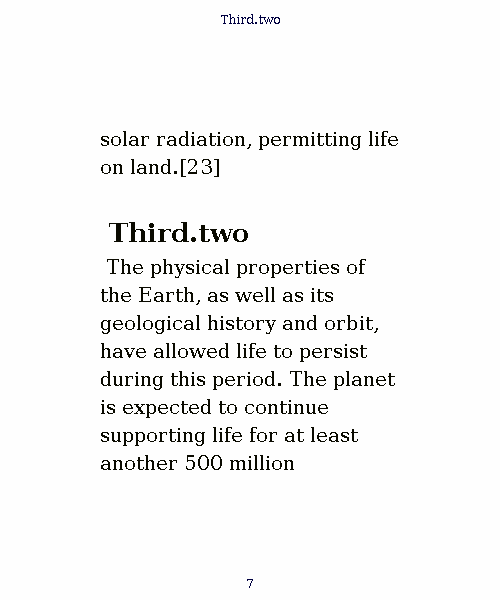 Third.two
solar radiation, permitting life
on land.[23]
Third.two
The physical properties of
the Earth, as well as its
geological history and orbit,
have allowed life to persist
during this period. The planet
is expected to continue
supporting life for at least
another 500 million
7